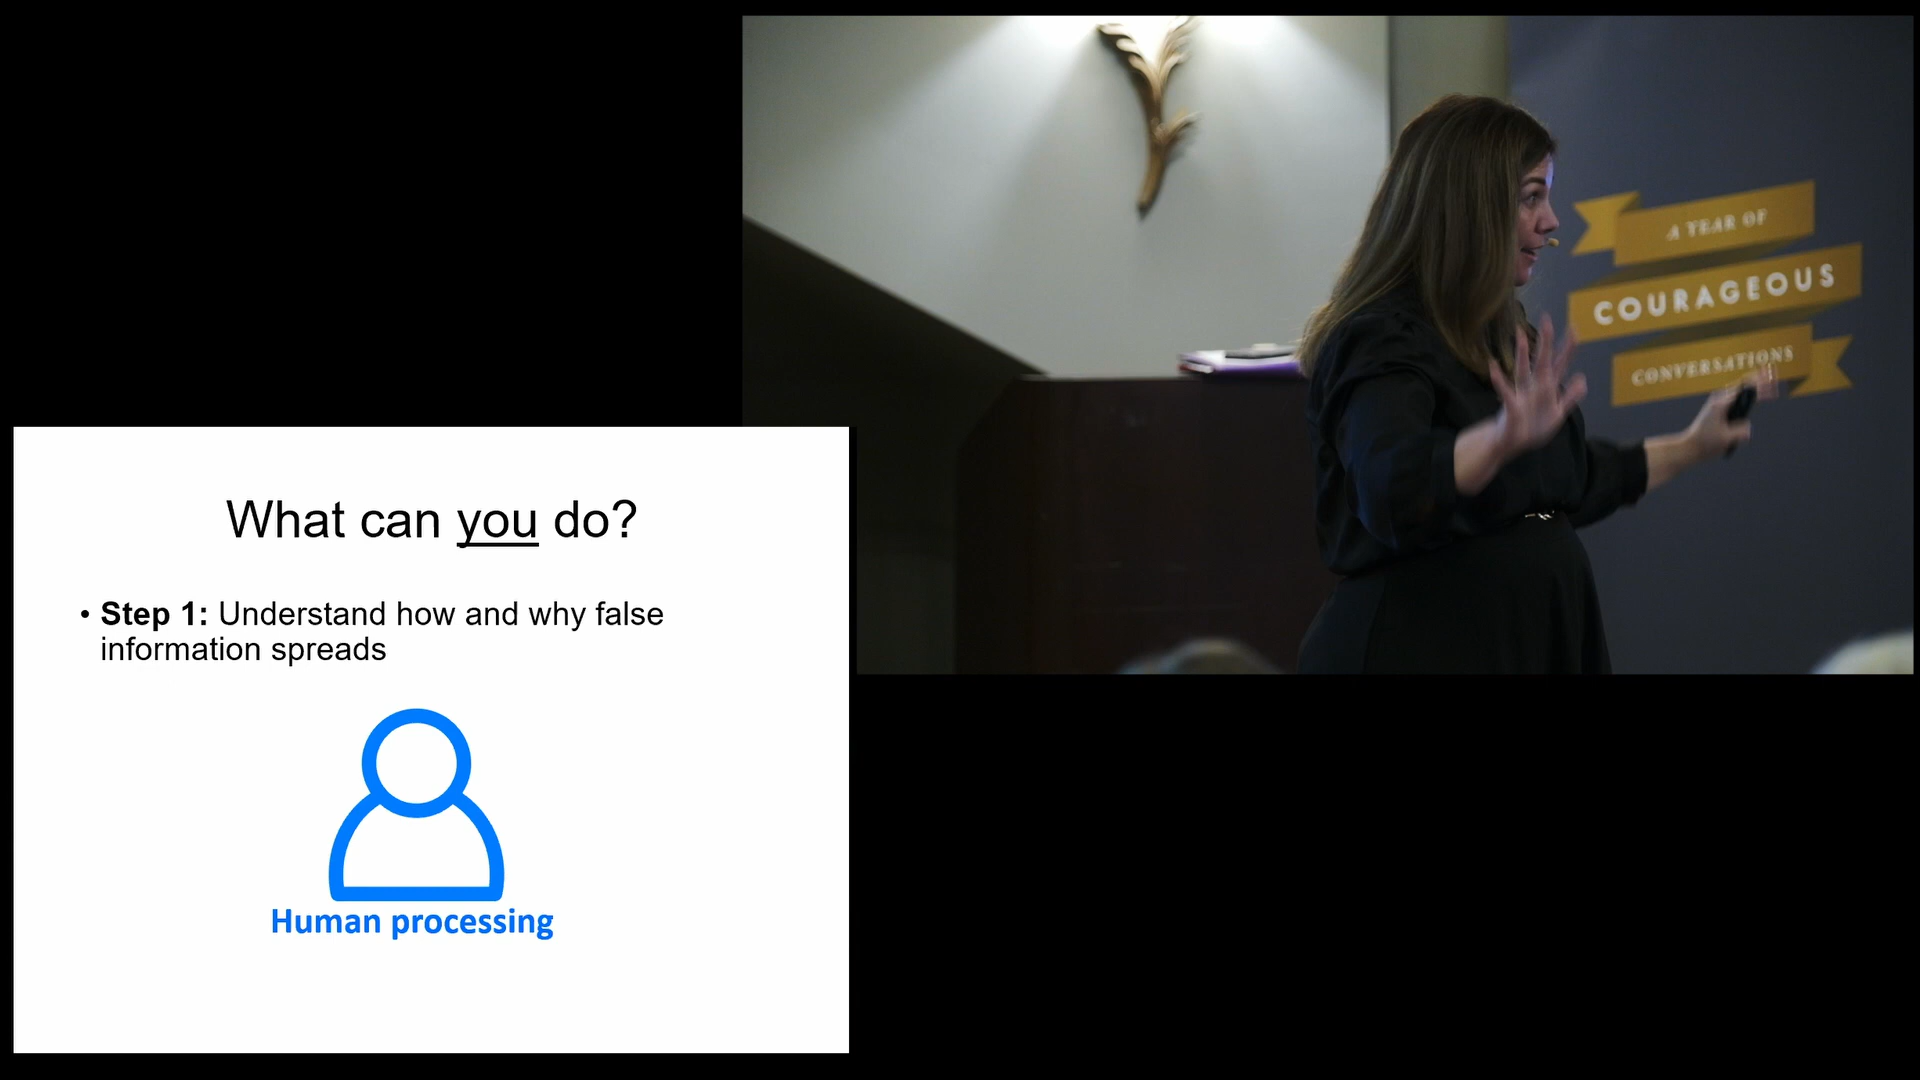 What can you do?
• Step 1: Understand how and why false
information spreads
Human processing
A YEAR OF
COURAGEOUS
CONVERSATIONS